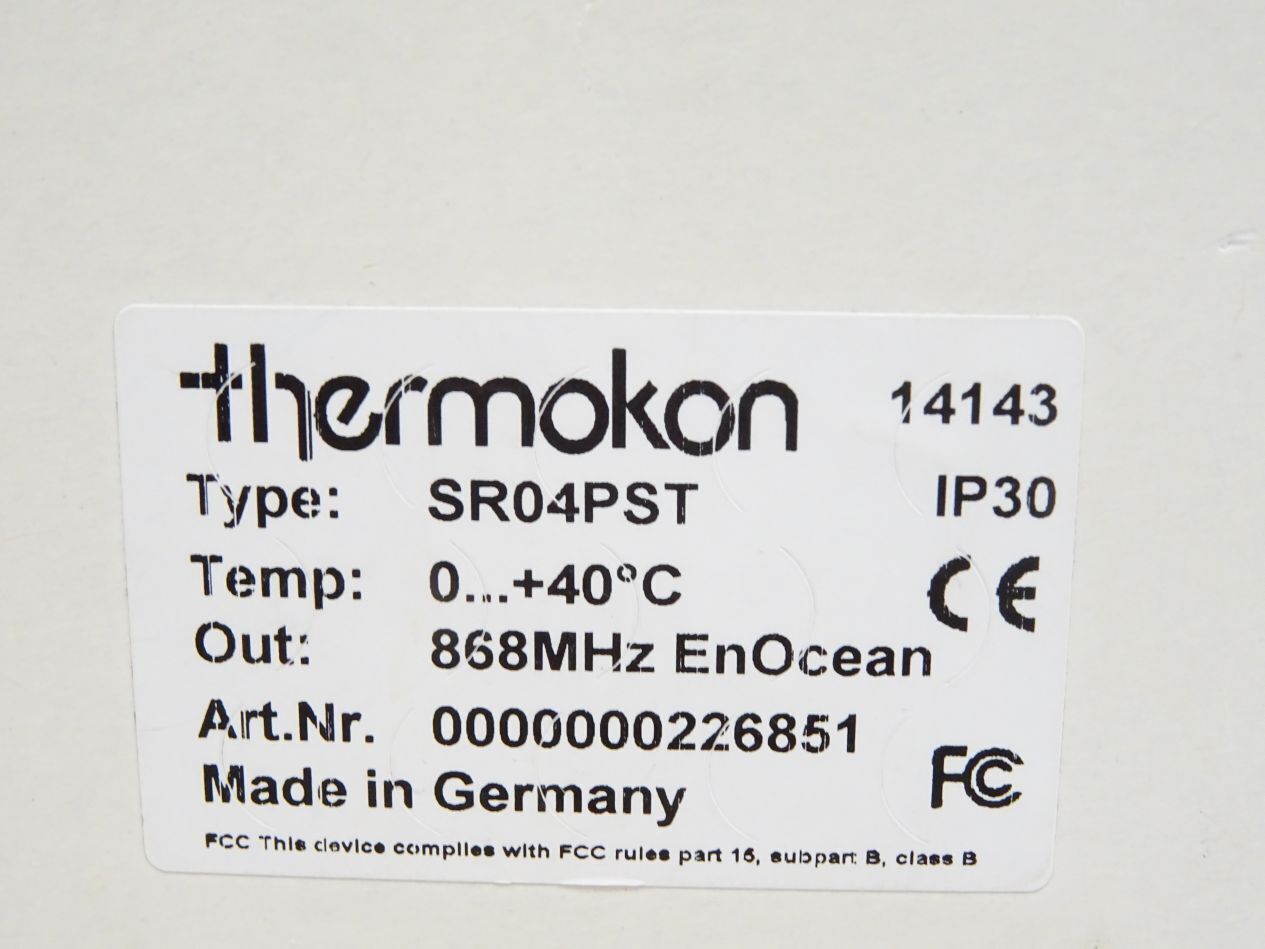 thermokon 14143
Type: SR04PST IP30
Temp: 0...+40°C CE
Out: 868MHz EnOcean
Art.Nr. 0000000226851
FC
Made in Germany
FCC This device complies with FCC rules part 15, subpart B, class B